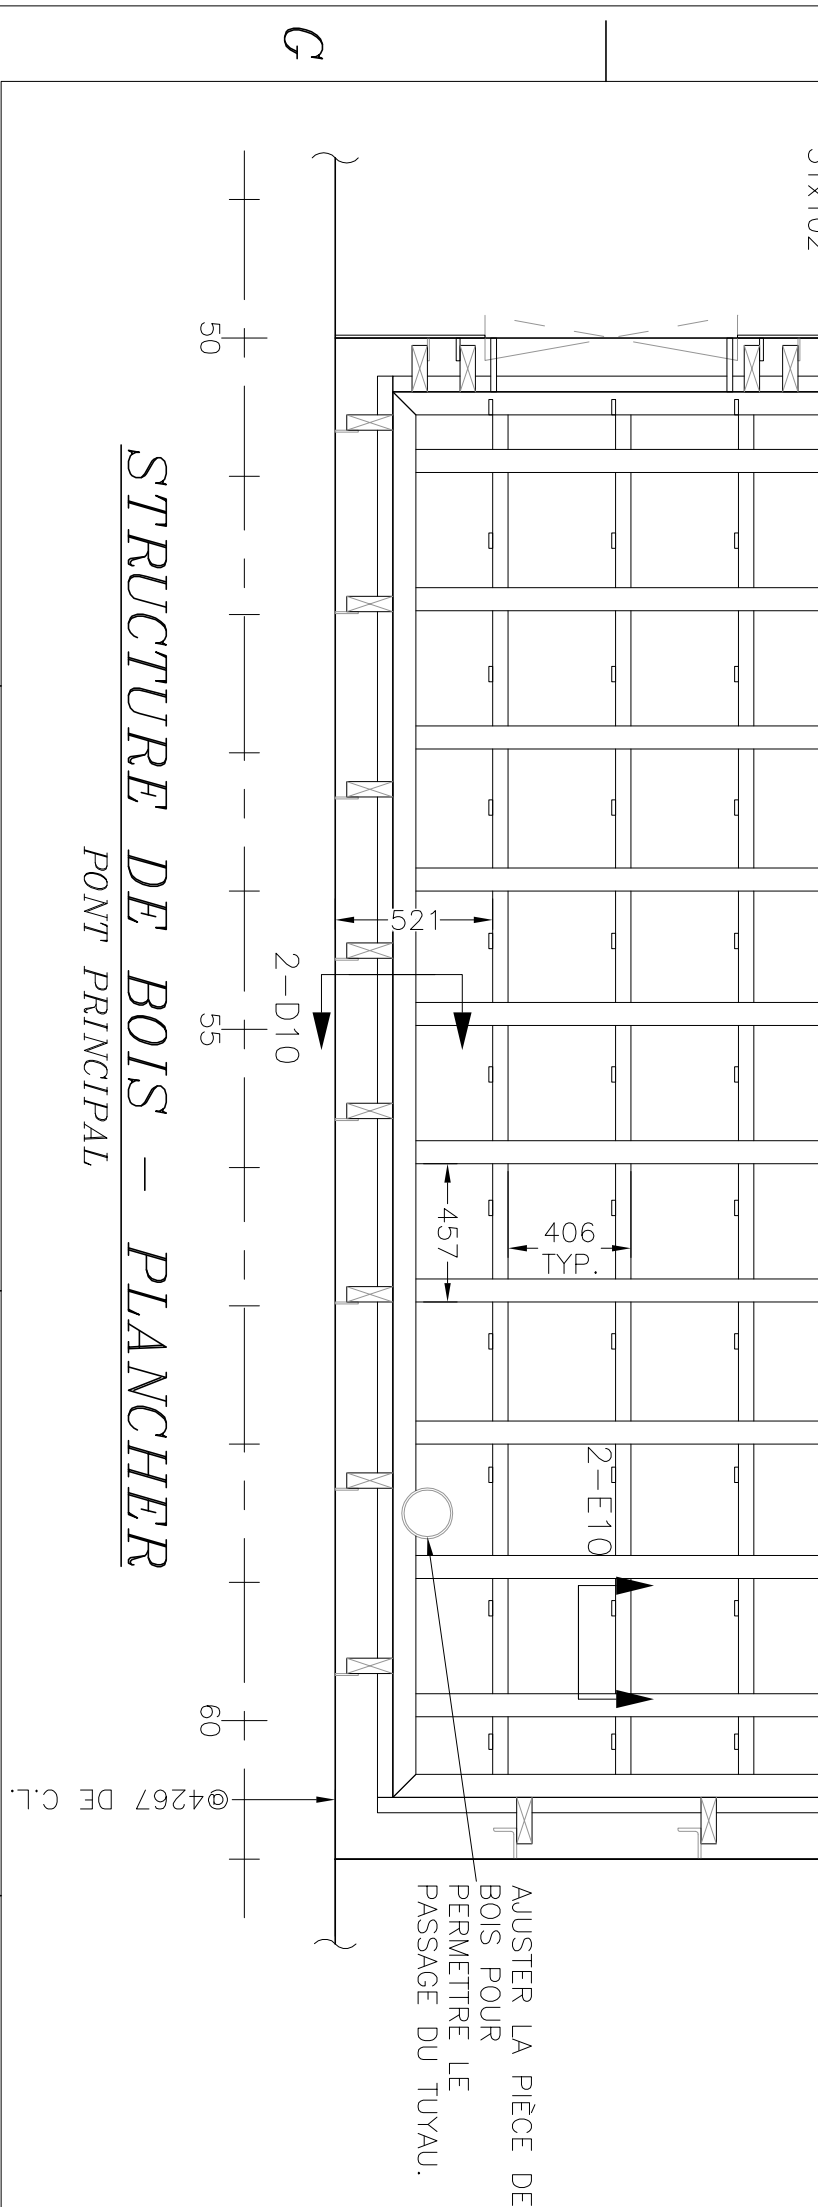 G
51x102
50
55
60
521
2-D10
457
406
TYP.
2-E10
@4267 DE C.L.
AJUSTER LA PIÈCE DE
BOIS POUR
PERMETTRE LE
PASSAGE DU TUYAU.
STRUCTURE DE BOIS - PLANCHER
PONT PRINCIPAL